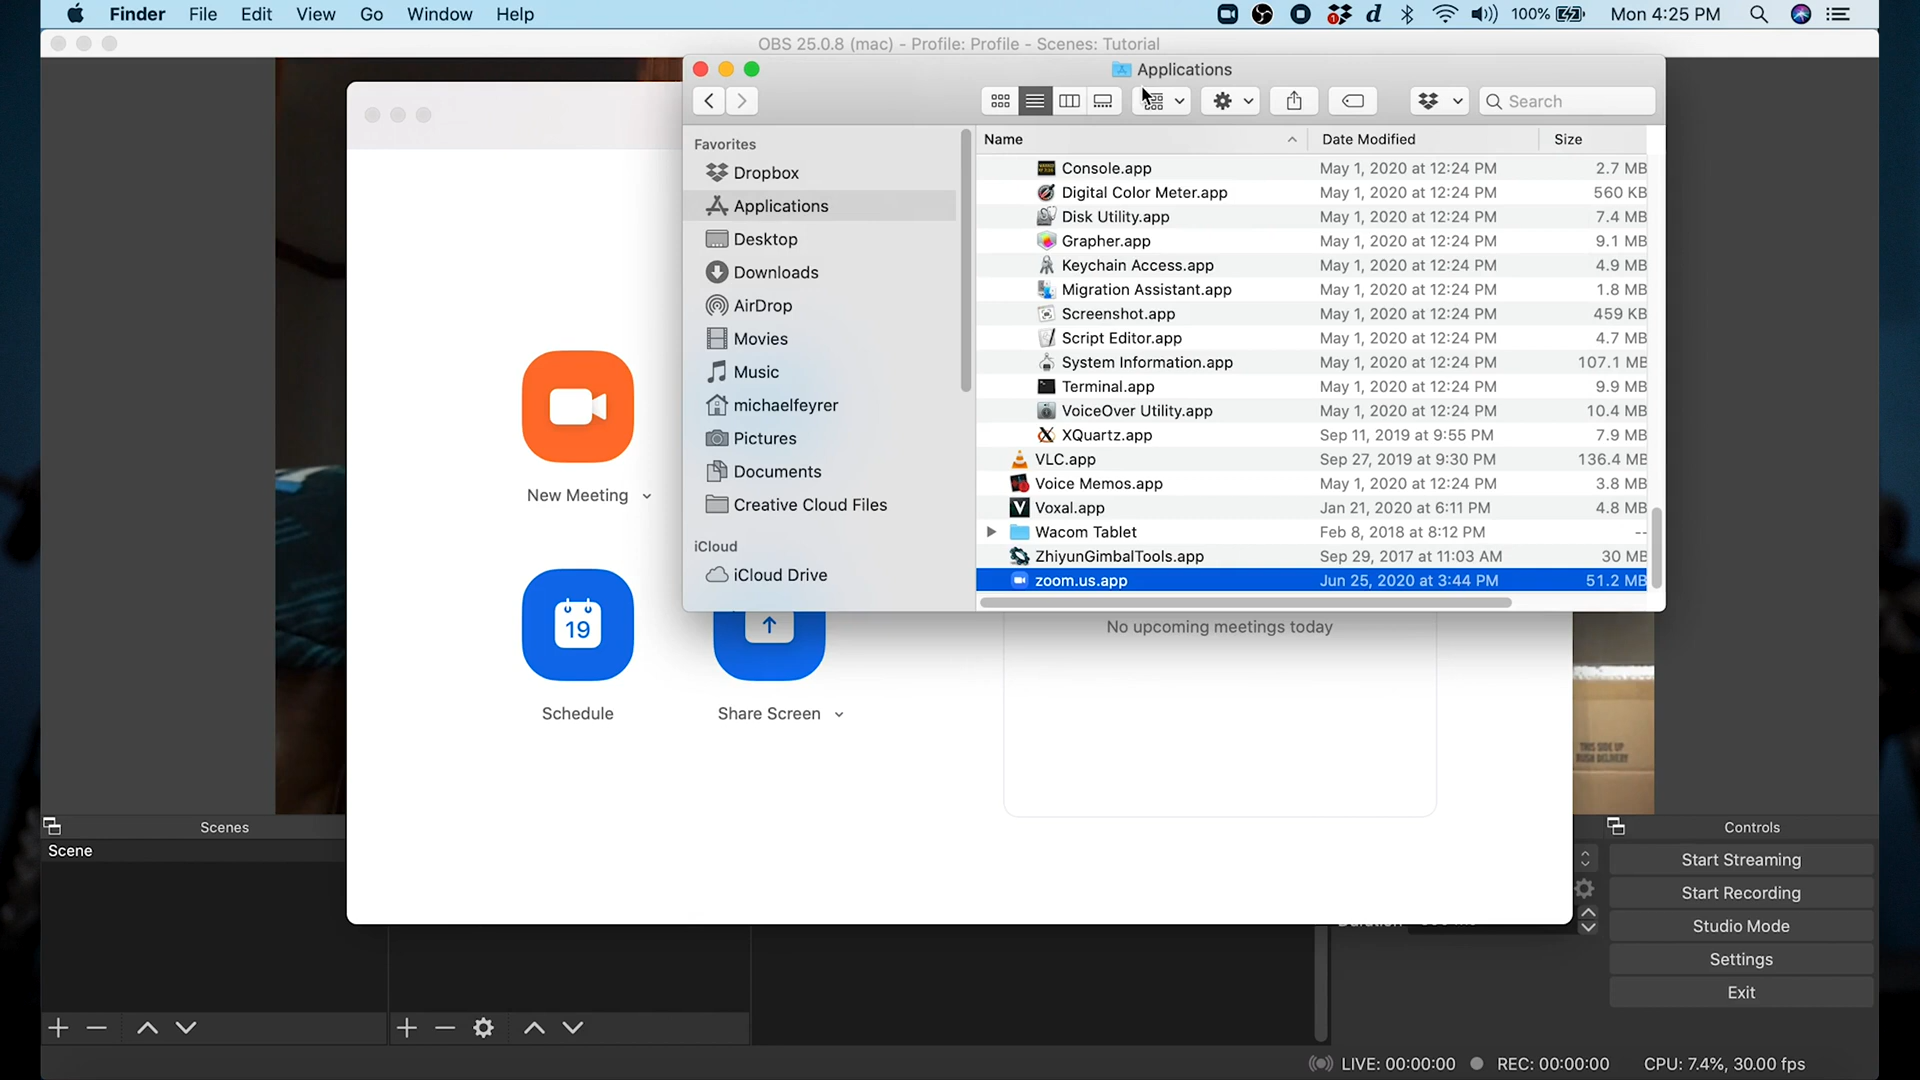 Finder File Edit View Go Window Help
1 d 100% Mon 4:25 PM
OBS 25.0.8 (mac) - Profile: Profile - Scenes: Tutorial
Applications
Search
Favorites
Dropbox
Applications
Desktop
Downloads
AirDrop
Movies
Music
michaelfeyrer
Pictures
Documents
Creative Cloud Files
iCloud
iCloud Drive
Name Date Modified Size
Console.app May 1, 2020 at 12:24 PM 2.7 MB
Digital Color Meter.app May 1, 2020 at 12:24 PM 560 KB
Disk Utility.app May 1, 2020 at 12:24 PM 7.4 MB
Grapher.app May 1, 2020 at 12:24 PM 9.1 MB
Keychain Access.app May 1, 2020 at 12:24 PM 4.9 MB
Migration Assistant.app May 1, 2020 at 12:24 PM 1.8 MB
Screenshot.app May 1, 2020 at 12:24 PM 459 KB
Script Editor.app May 1, 2020 at 12:24 PM 4.7 MB
System Information.app May 1, 2020 at 12:24 PM 107.1 MB
Terminal.app May 1, 2020 at 12:24 PM 9.9 MB
VoiceOver Utility.app May 1, 2020 at 12:24 PM 10.4 MB
XQuartz.app Sep 11, 2019 at 9:55 PM 7.9 MB
VLC.app Sep 27, 2019 at 9:30 PM 136.4 MB
Voice Memos.app May 1, 2020 at 12:24 PM 3.8 MB
Voxal.app Jan 21, 2020 at 6:11 PM 4.8 MB
Wacom Tablet Feb 8, 2018 at 8:12 PM --
ZhiyunGimbalTools.app Sep 29, 2017 at 11:03 AM 30 MB
zoom.us.app Jun 25, 2020 at 3:44 PM 51.2 MB
New Meeting
19
Schedule
Share Screen
No upcoming meetings today
THIS SIDE UP
Scenes
Scene
Controls
Start Streaming
Start Recording
Studio Mode
Settings
Exit
LIVE: 00:00:00 REC: 00:00:00 CPU: 7.4%, 30.00 fps